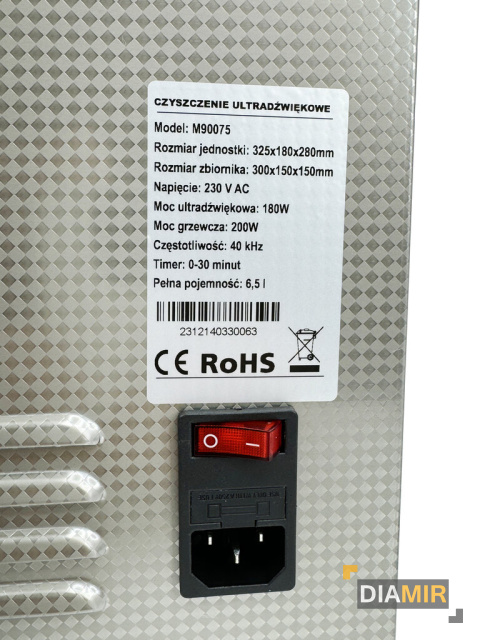 CZYSZCZENIE ULTRADŹWIĘKOWE
Model: M90075
Rozmiar jednostki: 325x180x280mm
Rozmiar zbiornika: 300x150x150mm
Napięcie: 230 V AC
Moc ultradźwiękowa: 180W
Moc grzewcza: 200W
Częstotliwość: 40 kHz
Timer: 0-30 minut
Pełna pojemność: 6,5 l
2312140330063
CE RoHS
DIAMIR